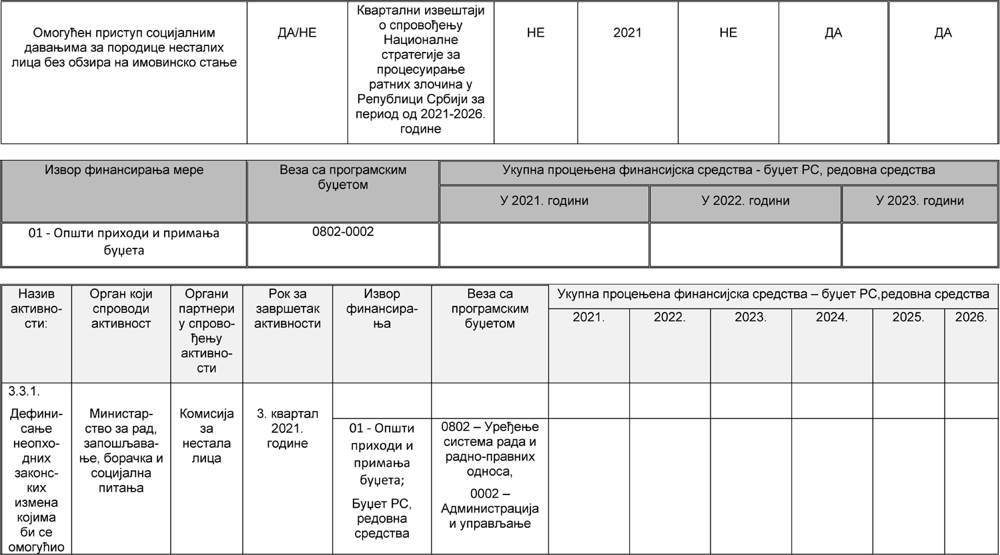 Омогућен приступ социјалним
давањима за породице несталих
лица без обзира на имовинско стање
ДА/НЕ
Квартални извештаји
о спровођењу
Националне
стратегије за
процесуирање
ратних злочина у
Републици Србији за
период од 2021-2026.
године
НЕ
2021
НЕ
ДА
ДА
Извор финансирања мере
Веза са програмским
буџетом
Укупна процењена финансијска средства - буџет РС, редовна средства
У 2021. години
У 2022. години
У 2023. години
01 - Општи приходи и примања
буџета
0802-0002
Назив
активно-
сти:
Орган који
спроводи
активност
Органи
партнери
у спрово-
ђењу
активно-
сти
Рок за
завршетак
активности
Извор
финансира-
ња
Веза са
програмским
буџетом
Укупна процењена финансијска средства – буџет РС,редовна средства
2021.
2022.
2023.
2024.
2025.
2026.
3.3.1.
Дефини-
сање
неопхо-
дних
законс-
ких
измена
којима
би се
омогућио
Министар-
ство за рад,
запошљава-
ње, борачка и
социјална
питања
Комисија
за
нестала
лица
3. квартал
2021.
године
01 - Општи
приходи и
примања
буџета;
Буџет РС,
редовна
средства
0802 – Уређење
система рада и
радно-правних
односа,
0002 –
Администрација
и управљање